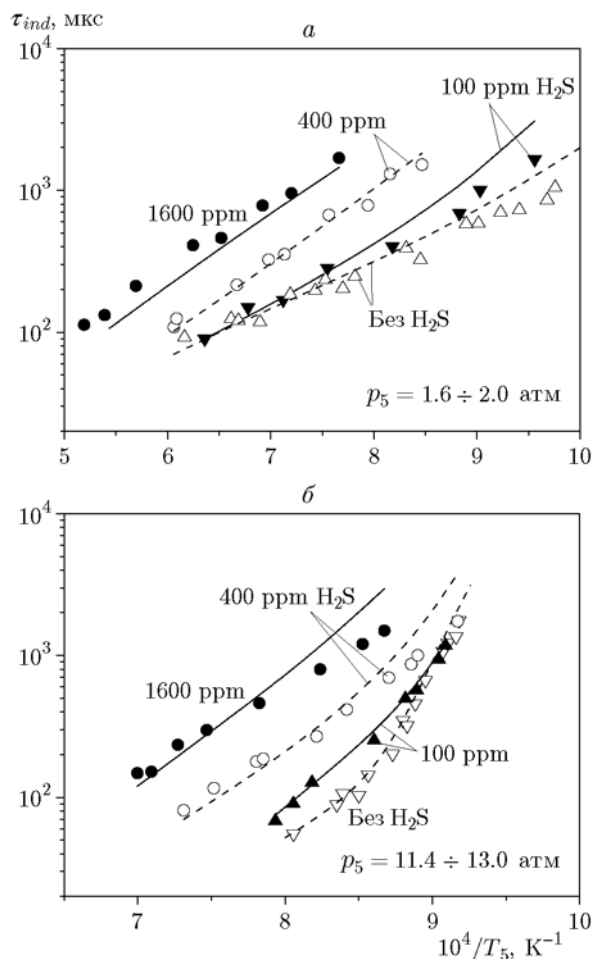 τ_ind, мкс
а
10^4
100 ppm H₂S
400 ppm
10^3
1600 ppm
Без H₂S
10^2
p₅ = 1.6 ÷ 2.0 атм
5 6 7 8 9 10
б
10^4
400 ppm H₂S
10^3
1600 ppm
100 ppm
10^2
Без H₂S
p₅ = 11.4 ÷ 13.0 атм
7 8 9 10
10^4/T₅, K⁻¹